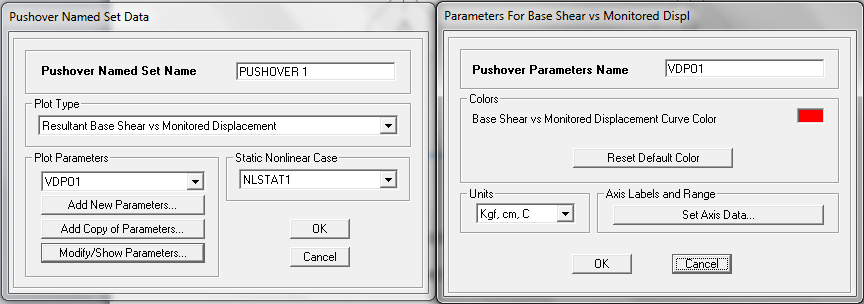 Pushover Named Set Data
Pushover Named Set Name
PUSHOVER 1
Plot Type
Resultant Base Shear vs Monitored Displacement
Plot Parameters
VDPO1
Add New Parameters...
Add Copy of Parameters...
Modify/Show Parameters...
Static Nonlinear Case
NLSTAT1
OK
Cancel
Parameters For Base Shear vs Monitored Displ
Pushover Parameters Name
VDPO1
Colors
Base Shear vs Monitored Displacement Curve Color
Reset Default Color
Units
Kgf, cm, C
Axis Labels and Range
Set Axis Data...
OK
Cancel